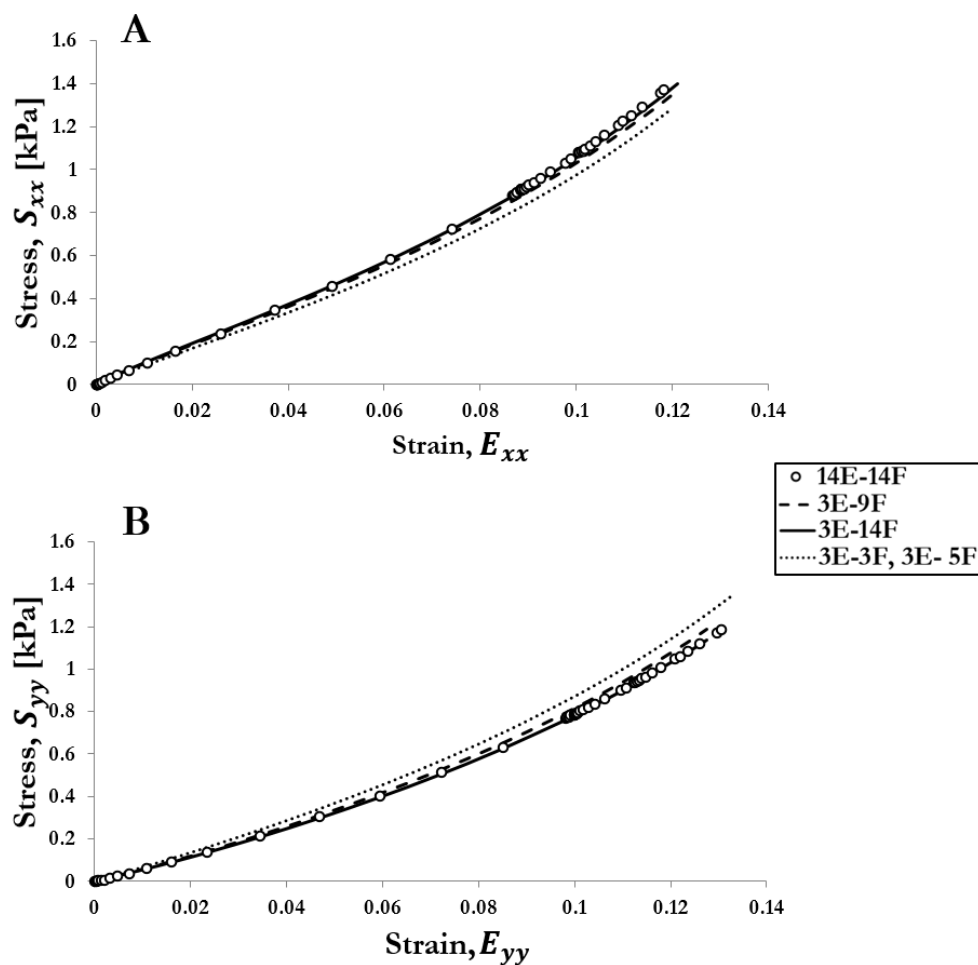 A
1.6
1.4
1.2
1
0.8
0.6
0.4
0.2
0
Stress, Sxx [kPa]
0 0.02 0.04 0.06 0.08 0.1 0.12 0.14
Strain, Exx
14E-14F
3E-9F
3E-14F
3E-3F, 3E- 5F
B
1.6
1.4
1.2
1
0.8
0.6
0.4
0.2
0
Stress, Syy [kPa]
0 0.02 0.04 0.06 0.08 0.1 0.12 0.14
Strain, Eyy